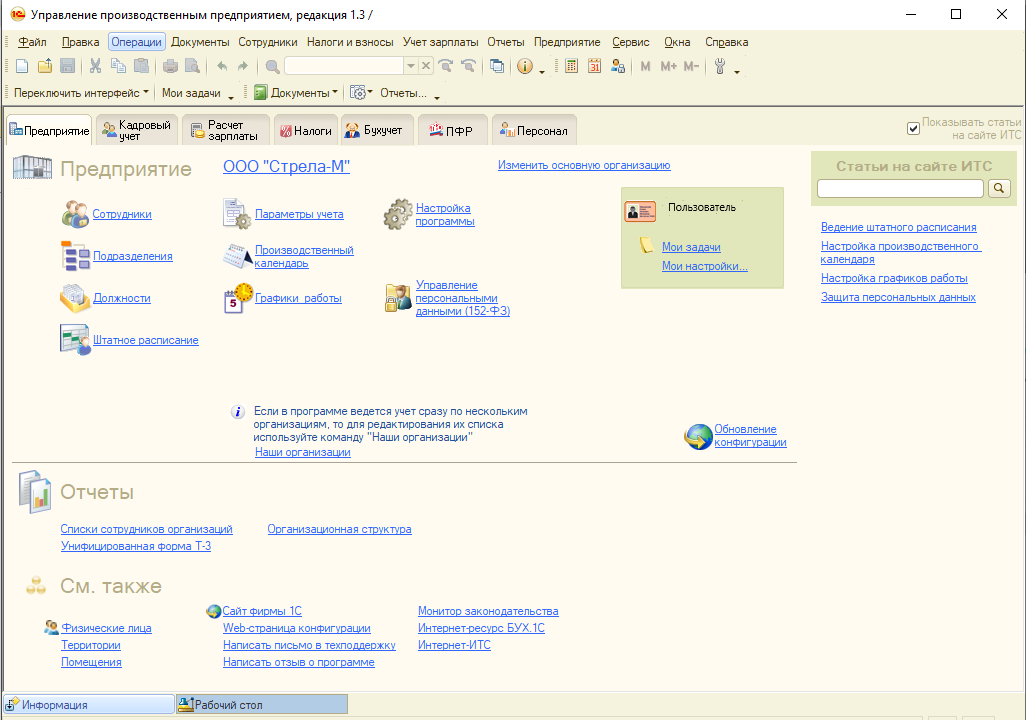 Управление производственным предприятием, редакция 1.3 /
Файл Правка Операции Документы Сотрудники Налоги и взносы Учет зарплаты Отчеты Предприятие Сервис Окна Справка
M M+ M-
Переключить интерфейс Мои задачи Документы Отчеты...
Предприятие Кадровый учет Расчет зарплаты Налоги Бухучет ПФР Персонал
Показывать статьи на сайте ИТС
Предприятие
ООО "Стрела-М"
Изменить основную организацию
Сотрудники
Параметры учета
Настройка программы
Подразделения
Производственный календарь
Должности
Графики работы
Управление персональными данными (152-ФЗ)
Штатное расписание
Пользователь
Мои задачи
Мои настройки...
Статьи на сайте ИТС
Ведение штатного расписания
Настройка производственного календаря
Настройка графиков работы
Защита персональных данных
Если в программе ведется учет сразу по нескольким
организациям, то для редактирования их списка
используйте команду "Наши организации"
Наши организации
Обновление конфигурации
Отчеты
Списки сотрудников организаций
Организационная структура
Унифицированная форма Т-3
См. также
Физические лица
Территории
Помещения
Сайт фирмы 1С
Web-страница конфигурации
Написать письмо в техподдержку
Написать отзыв о программе
Монитор законодательства
Интернет-ресурс БУХ.1С
Интернет-ИТС
Информация
Рабочий стол